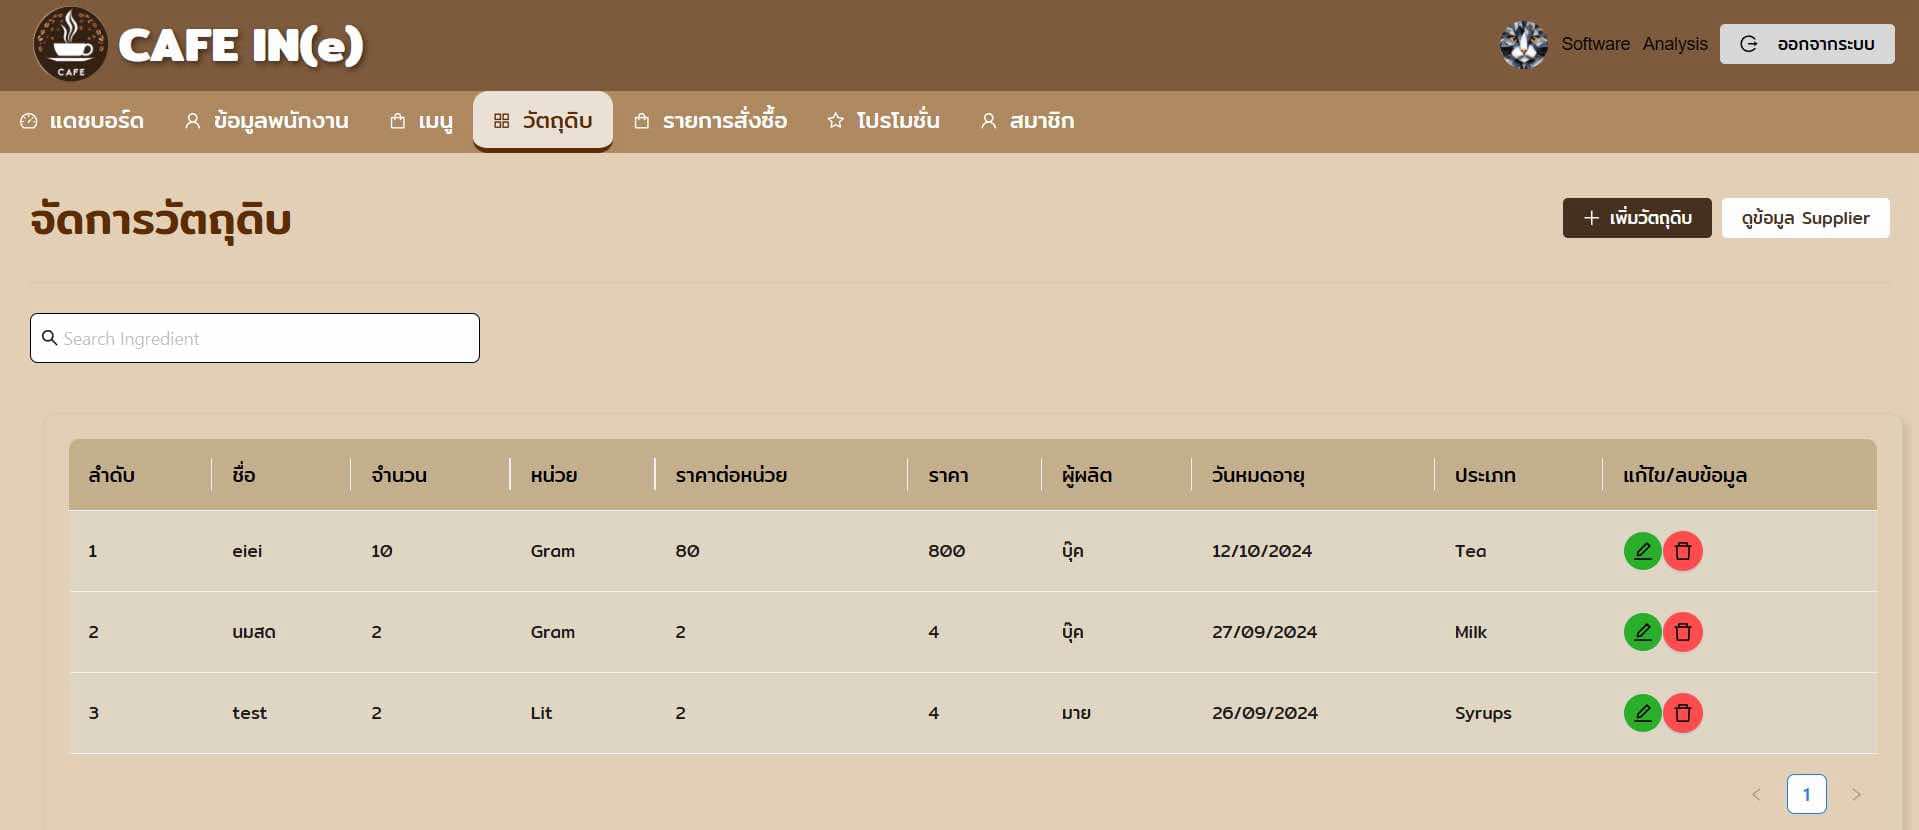 CAFE
CAFE IN(e)
Software Analysis
ออกจากระบบ
แดชบอร์ด ข้อมูลพนักงาน เมนู วัตถุดิบ รายการสั่งซื้อ โปรโมชั่น สมาชิก
จัดการวัตถุดิบ
เพิ่มวัตถุดิบ ดูข้อมูล Supplier
Search Ingredient
ลำดับ ชื่อ จำนวน หน่วย ราคาต่อหน่วย ราคา ผู้ผลิต วันหมดอายุ ประเภท แก้ไข/ลบข้อมูล
1 eiei 10 Gram 80 800 บุ๊ค 12/10/2024 Tea
2 นมสด 2 Gram 2 4 บุ๊ค 27/09/2024 Milk
3 test 2 Lit 2 4 มาย 26/09/2024 Syrups
< 1 >